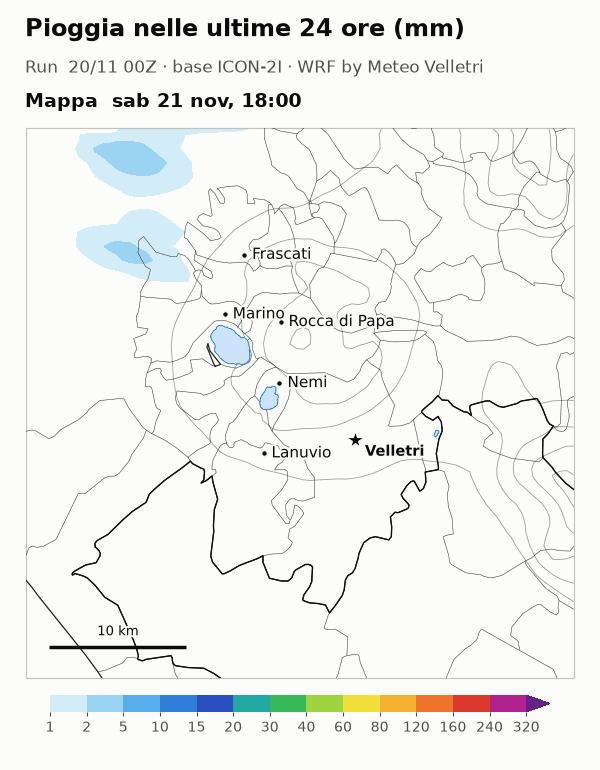 Pioggia nelle ultime 24 ore (mm)
Run  20/11 00Z · base ICON-2I · WRF by Meteo Velletri
Mappa  sab 21 nov, 18:00
Frascati
Marino
Rocca di Papa
Nemi
Velletri
Lanuvio
10 km
1 2 5 10 15 20 30 40 60 80 120 160 240 320